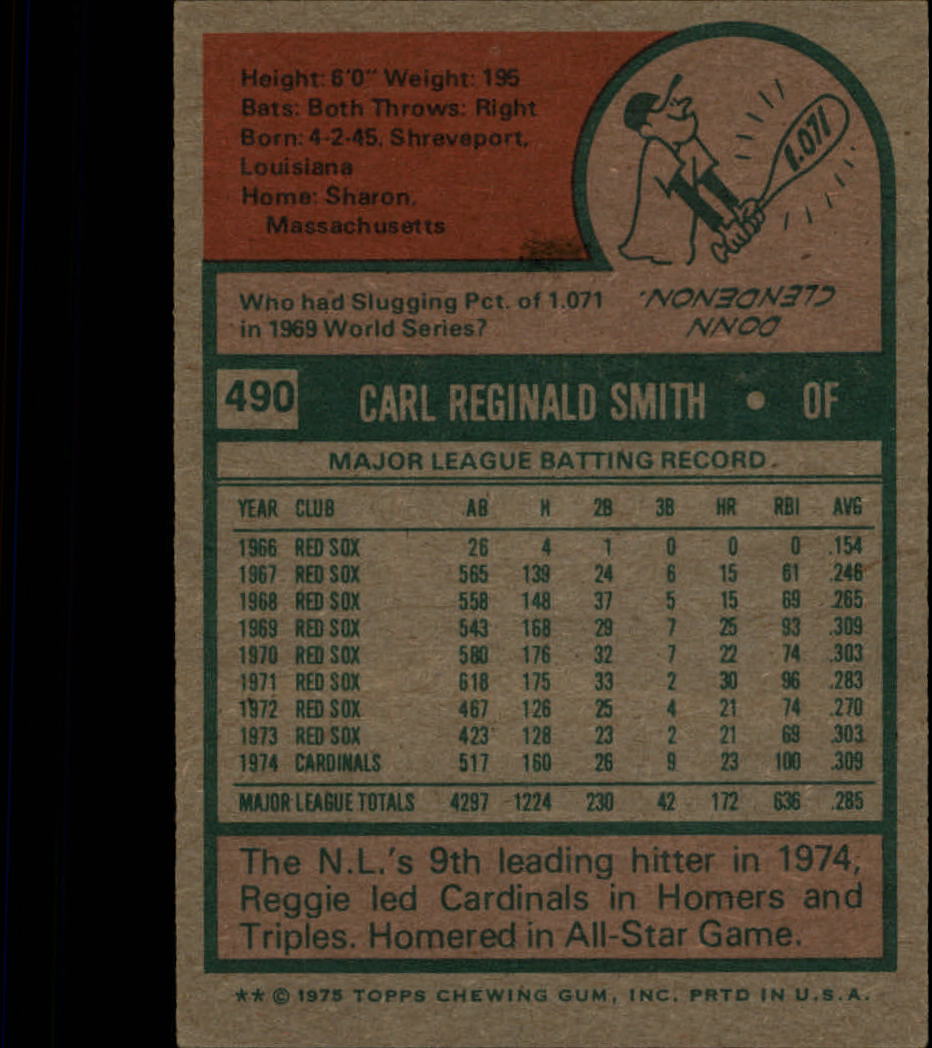 Height: 6'0" Weight: 195
Bats: Both Throws: Right
Born: 4-2-45, Shreveport,
Louisiana
Home: Sharon,
Massachusetts
1.071
Who had Slugging Pct. of 1.071
in 1969 World Series?
DONN
CLENDENON.
490 CARL REGINALD SMITH • OF
MAJOR LEAGUE BATTING RECORD.
YEAR CLUB AB H 2B 3B HR RBI AVG
1966 RED SOX 26 4 1 0 0 0 .154
1967 RED SOX 565 139 24 6 15 61 .246
1968 RED SOX 558 148 37 5 15 69 .265
1969 RED SOX 543 168 29 7 25 93 .309
1970 RED SOX 580 176 32 7 22 74 .303
1971 RED SOX 618 175 33 2 30 96 .283
1972 RED SOX 467 126 25 4 21 74 .270
1973 RED SOX 423 128 23 2 21 69 .303
1974 CARDINALS 517 160 26 9 23 100 .309
MAJOR LEAGUE TOTALS 4297 1224 230 42 172 636 .285
The N.L.'s 9th leading hitter in 1974,
Reggie led Cardinals in Homers and
Triples. Homered in All-Star Game.
** © 1975 TOPPS CHEWING GUM, INC. PRTD IN U.S.A.